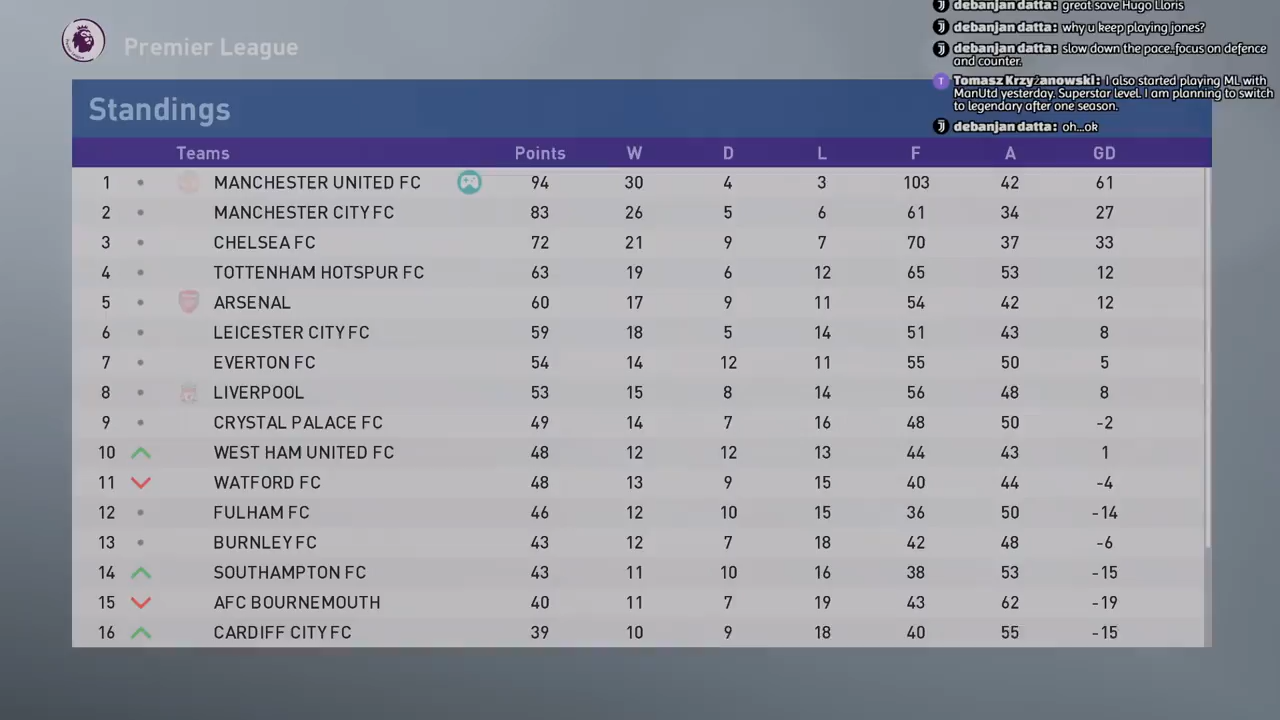 debanjan datta: great save Hugo Lloris
debanjan datta: why u keep playing jones?
debanjan datta: slow down the pace..focus on defence
and counter.
Tomasz Krzyżanowski: I also started playing ML with
ManUtd yesterday. Superstar level. I am planning to switch
to legendary after one season.
debanjan datta: oh...ok
Premier League
Standings
Teams Points W D L F A GD
1 MANCHESTER UNITED FC 94 30 4 3 103 42 61
2 MANCHESTER CITY FC 83 26 5 6 61 34 27
3 CHELSEA FC 72 21 9 7 70 37 33
4 TOTTENHAM HOTSPUR FC 63 19 6 12 65 53 12
5 ARSENAL 60 17 9 11 54 42 12
6 LEICESTER CITY FC 59 18 5 14 51 43 8
7 EVERTON FC 54 14 12 11 55 50 5
8 LIVERPOOL 53 15 8 14 56 48 8
9 CRYSTAL PALACE FC 49 14 7 16 48 50 -2
10 WEST HAM UNITED FC 48 12 12 13 44 43 1
11 WATFORD FC 48 13 9 15 40 44 -4
12 FULHAM FC 46 12 10 15 36 50 -14
13 BURNLEY FC 43 12 7 18 42 48 -6
14 SOUTHAMPTON FC 43 11 10 16 38 53 -15
15 AFC BOURNEMOUTH 40 11 7 19 43 62 -19
16 CARDIFF CITY FC 39 10 9 18 40 55 -15